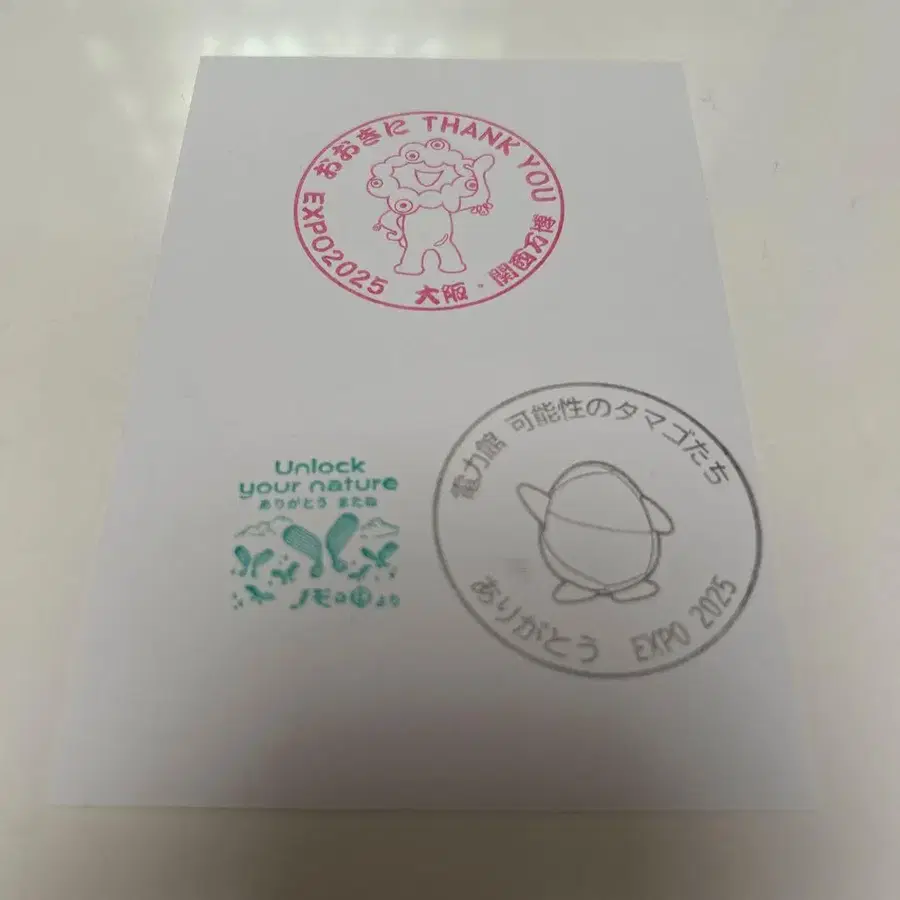 おおきに THANK YOU
EXPO2025 大阪・関西万博
Unlock
your nature
ありがとう またね
ノモの国より
電力館 可能性のタマゴたち
ありがとう EXPO 2025